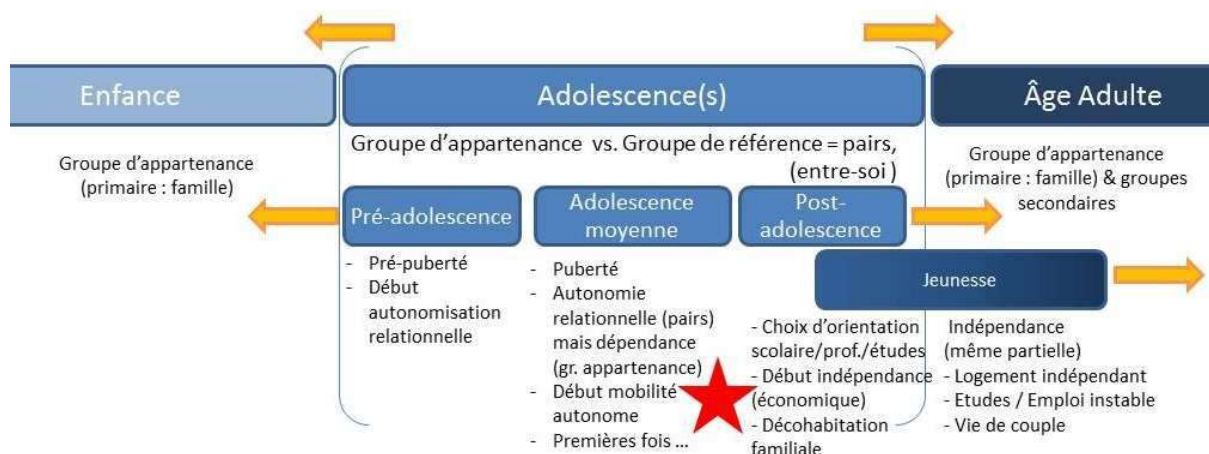 Enfance
Adolescence(s)
Âge Adulte
Groupe d'appartenance
(primaire : famille)
Groupe d'appartenance vs. Groupe de référence = pairs,
(entre-soi )
Groupe d'appartenance
(primaire : famille) & groupes
secondaires
Pré-adolescence
Adolescence
moyenne
Post-
adolescence
- Pré-puberté
- Début
autonomisation
relationnelle
- Puberté
- Autonomie
relationnelle (pairs)
mais dépendance
(gr. appartenance)
- Début mobilité
autonome
- Premières fois ...
Jeunesse
- Choix d'orientation
scolaire/prof./études
- Début indépendance
(économique)
- Décohabitation
familiale
Indépendance
(même partielle)
- Logement indépendant
- Etudes / Emploi instable
- Vie de couple